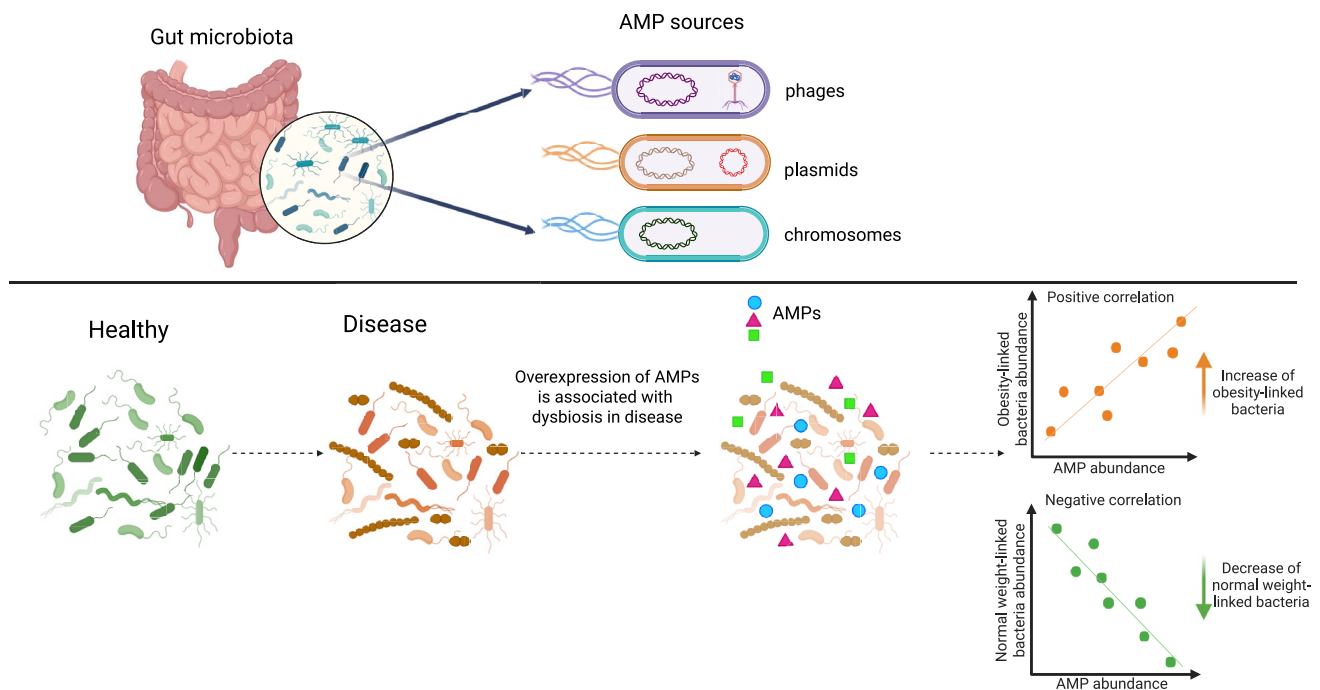 Gut microbiota
AMP sources
phages
plasmids
chromosomes
Healthy
Disease
Overexpression of AMPs
is associated with
dysbiosis in disease
AMPs
Positive correlation
Obesity-linked
bacteria abundance
AMP abundance
Increase of
obesity-linked
bacteria
Negative correlation
Normal weight-linked
bacteria abundance
AMP abundance
Decrease of
normal weight-
linked bacteria